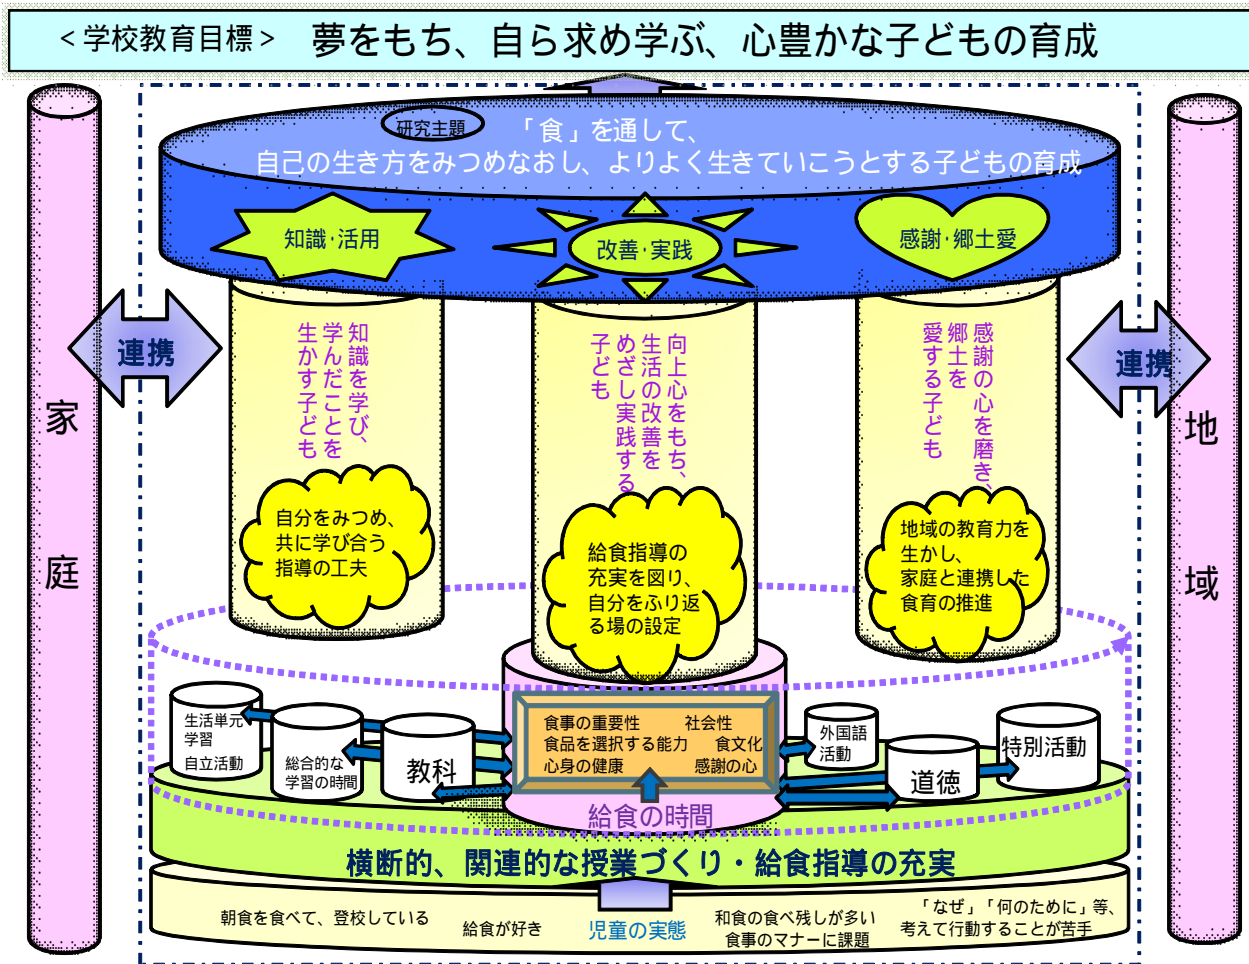 ＜学校教育目標＞　夢をもち、自ら求め学ぶ、心豊かな子どもの育成
研究主題
「食」を通して、
自己の生き方をみつめなおし、よりよく生きていこうとする子どもの育成
知識･活用
改善･実践
感謝･郷土愛
連携
連携
家庭
地域
知識を学び、
学んだことを
生かす子ども
向上心をもち、
生活の改善を
めざし実践する
子ども
感謝の心を磨き、
郷土を
愛する子ども
自分をみつめ、
共に学び合う
指導の工夫
給食指導の
充実を図り、
自分をふり返
る場の設定
地域の教育力を
生かし、
家庭と連携した
食育の推進
生活単元
学習
自立活動
総合的な
学習の時間
教科
食事の重要性　社会性
食品を選択する能力　食文化
心身の健康　感謝の心
給食の時間
外国語
活動
道徳
特別活動
横断的、関連的な授業づくり・給食指導の充実
朝食を食べて、登校している
給食が好き
児童の実態
和食の食べ残しが多い
食事のマナーに課題
「なぜ」「何のために」等、
考えて行動することが苦手